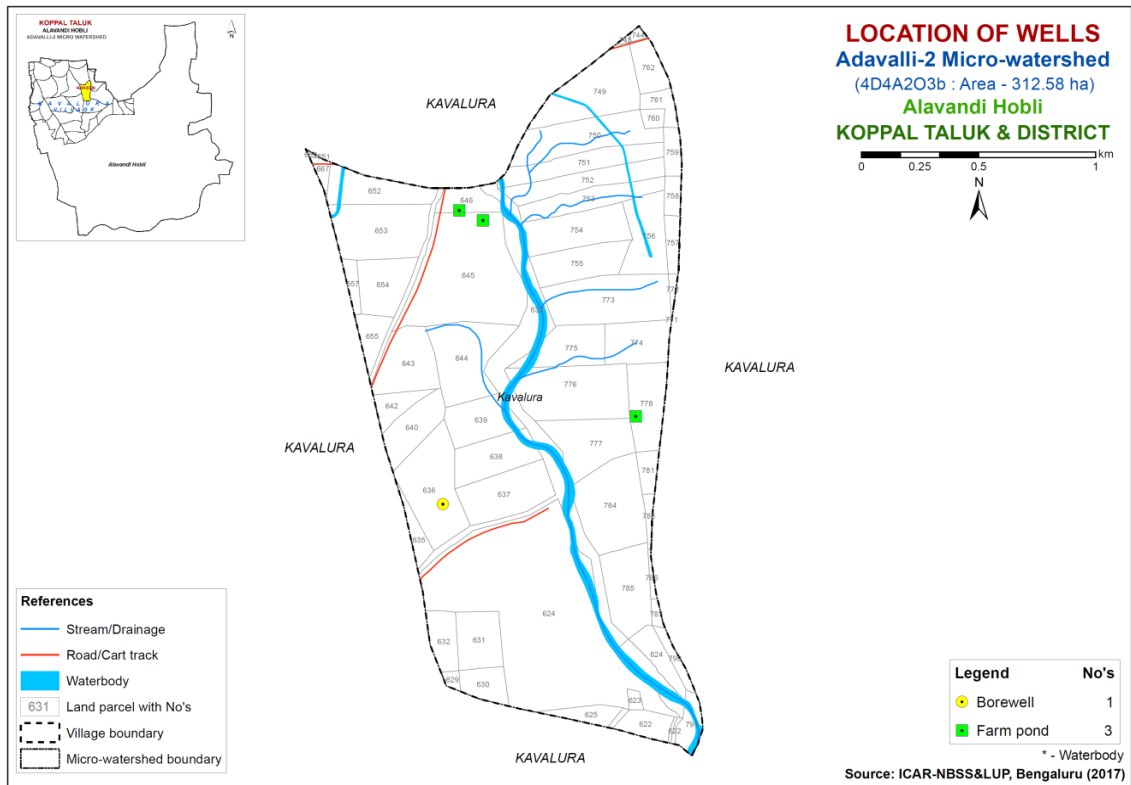 KOPPAL TALUK
ALAVANDI HOBLI
ADAVALLI-2 MICRO WATERSHED
N
KAVALURA
VILLAGE
Alavandi Hobli
LOCATION OF WELLS
Adavalli-2 Micro-watershed
(4D4A2O3b : Area - 312.58 ha)
Alavandi Hobli
KOPPAL TALUK & DISTRICT
km
0 0.25 0.5 1
N
KAVALURA
KAVALURA
KAVALURA
KAVALURA
Kavalura
744
762
749
761
760
750
759
751
752
753
758
754
756
757
755
773
775
774
776
778
777
781
784
785
624
622
623
625
630
629
631
632
624
635
636
637
638
639
640
642
643
644
645
646
652
653
654
655
657
667
References
Stream/Drainage
Road/Cart track
Waterbody
631 Land parcel with No's
Village boundary
Micro-watershed boundary
Legend No's
Borewell 1
Farm pond 3
* - Waterbody
Source: ICAR-NBSS&LUP, Bengaluru (2017)